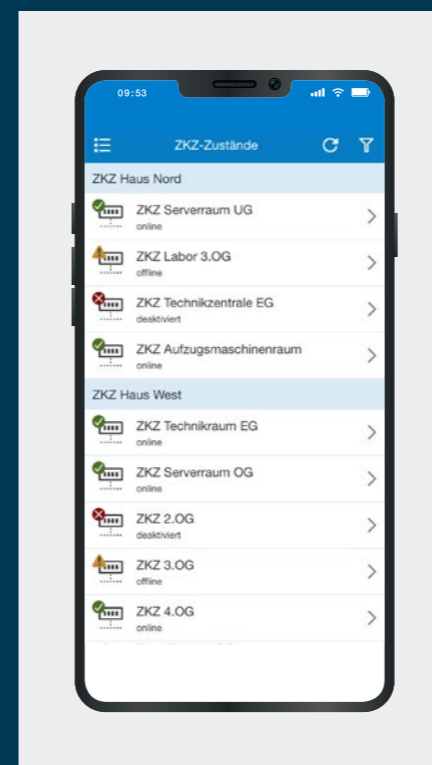 09:53
ZKZ-Zustände
ZKZ Haus Nord
ZKZ Serverraum UG
online
ZKZ Labor 3.OG
offline
ZKZ Technikzentrale EG
deaktiviert
ZKZ Aufzugsmaschinenraum
online
ZKZ Haus West
ZKZ Technikraum EG
online
ZKZ Serverraum OG
online
ZKZ 2.OG
deaktiviert
ZKZ 3.OG
offline
ZKZ 4.OG
online